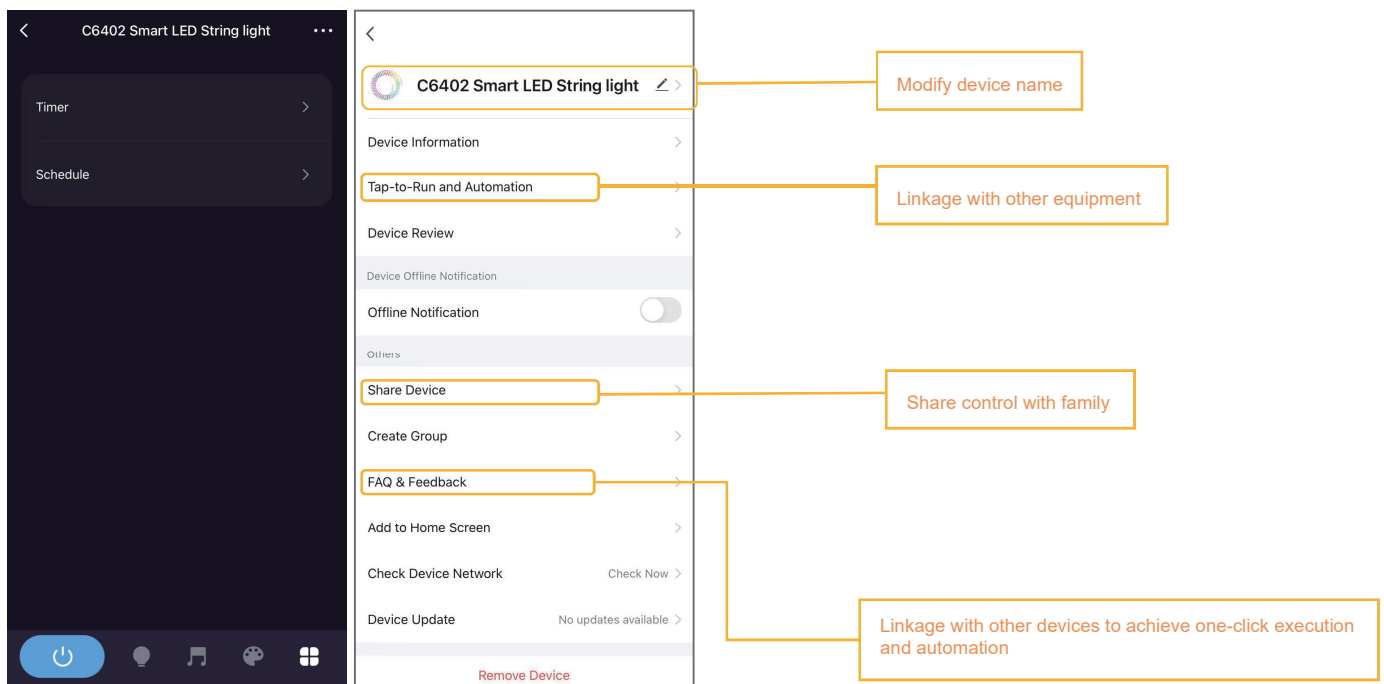 C6402 Smart LED String light
Timer
Schedule
C6402 Smart LED String light
Modify device name
Device Information
Tap-to-Run and Automation
Linkage with other equipment
Device Review
Device Offline Notification
Offline Notification
Others
Share Device
Share control with family
Create Group
FAQ & Feedback
Add to Home Screen
Check Device Network Check Now
Device Update No updates available
Linkage with other devices to achieve one-click execution
and automation
Remove Device